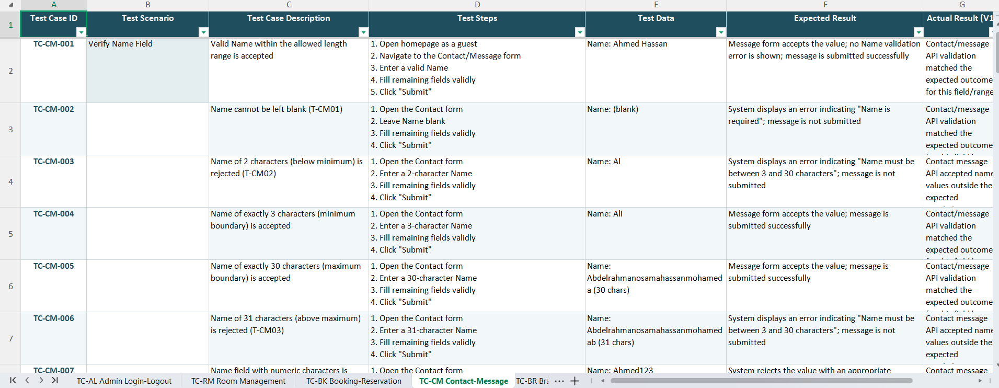 A B C D E F G
1 Test Case ID Test Scenario Test Case Description Test Steps Test Data Expected Result Actual Result (V1
2 TC-CM-001 Verify Name Field
Valid Name within the allowed length
range is accepted
1. Open homepage as a guest
2. Navigate to the Contact/Message form
3. Enter a valid Name
4. Fill remaining fields validly
5. Click "Submit"
Name: Ahmed Hassan
Message form accepts the value; no Name validation
error is shown; message is submitted successfully
Contact/message
API validation
matched the
expected outcome
for this field/range
3 TC-CM-002
Name cannot be left blank (T-CM01)
1. Open the Contact form
2. Leave Name blank
3. Fill remaining fields validly
4. Click "Submit"
Name: (blank)
System displays an error indicating "Name is
required"; message is not submitted
Contact/message
API validation
matched the
expected outcome
4 TC-CM-003
Name of 2 characters (below minimum) is
rejected (T-CM02)
1. Open the Contact form
2. Enter a 2-character Name
3. Fill remaining fields validly
4. Click "Submit"
Name: Al
System displays an error indicating "Name must be
between 3 and 30 characters"; message is not
submitted
Contact message
API accepted name
values outside the
expected
5 TC-CM-004
Name of exactly 3 characters (minimum
boundary) is accepted
1. Open the Contact form
2. Enter a 3-character Name
3. Fill remaining fields validly
4. Click "Submit"
Name: Ali
Message form accepts the value; message is
submitted successfully
Contact/message
API validation
matched the
expected outcome
6 TC-CM-005
Name of exactly 30 characters (maximum
boundary) is accepted
1. Open the Contact form
2. Enter a 30-character Name
3. Fill remaining fields validly
4. Click "Submit"
Name:
Abdelrahmanosamahassanmohamed
a (30 chars)
Message form accepts the value; message is
submitted successfully
Contact/message
API validation
matched the
expected outcome
7 TC-CM-006
Name of 31 characters (above maximum)
is rejected (T-CM03)
1. Open the Contact form
2. Enter a 31-character Name
3. Fill remaining fields validly
4. Click "Submit"
Name:
Abdelrahmanosamahassanmohamed
ab (31 chars)
System displays an error indicating "Name must be
between 3 and 30 characters"; message is not
submitted
Contact message
API accepted name
values outside the
expected
TC-CM-007
Name field with numeric characters is
1. Open the Contact form
Name: Ahmed123
System rejects the value with an appropriate
Contact message
TC-AL Admin Login-Logout TC-RM Room Management TC-BK Booking-Reservation TC-CM Contact-Message TC-BR Bra